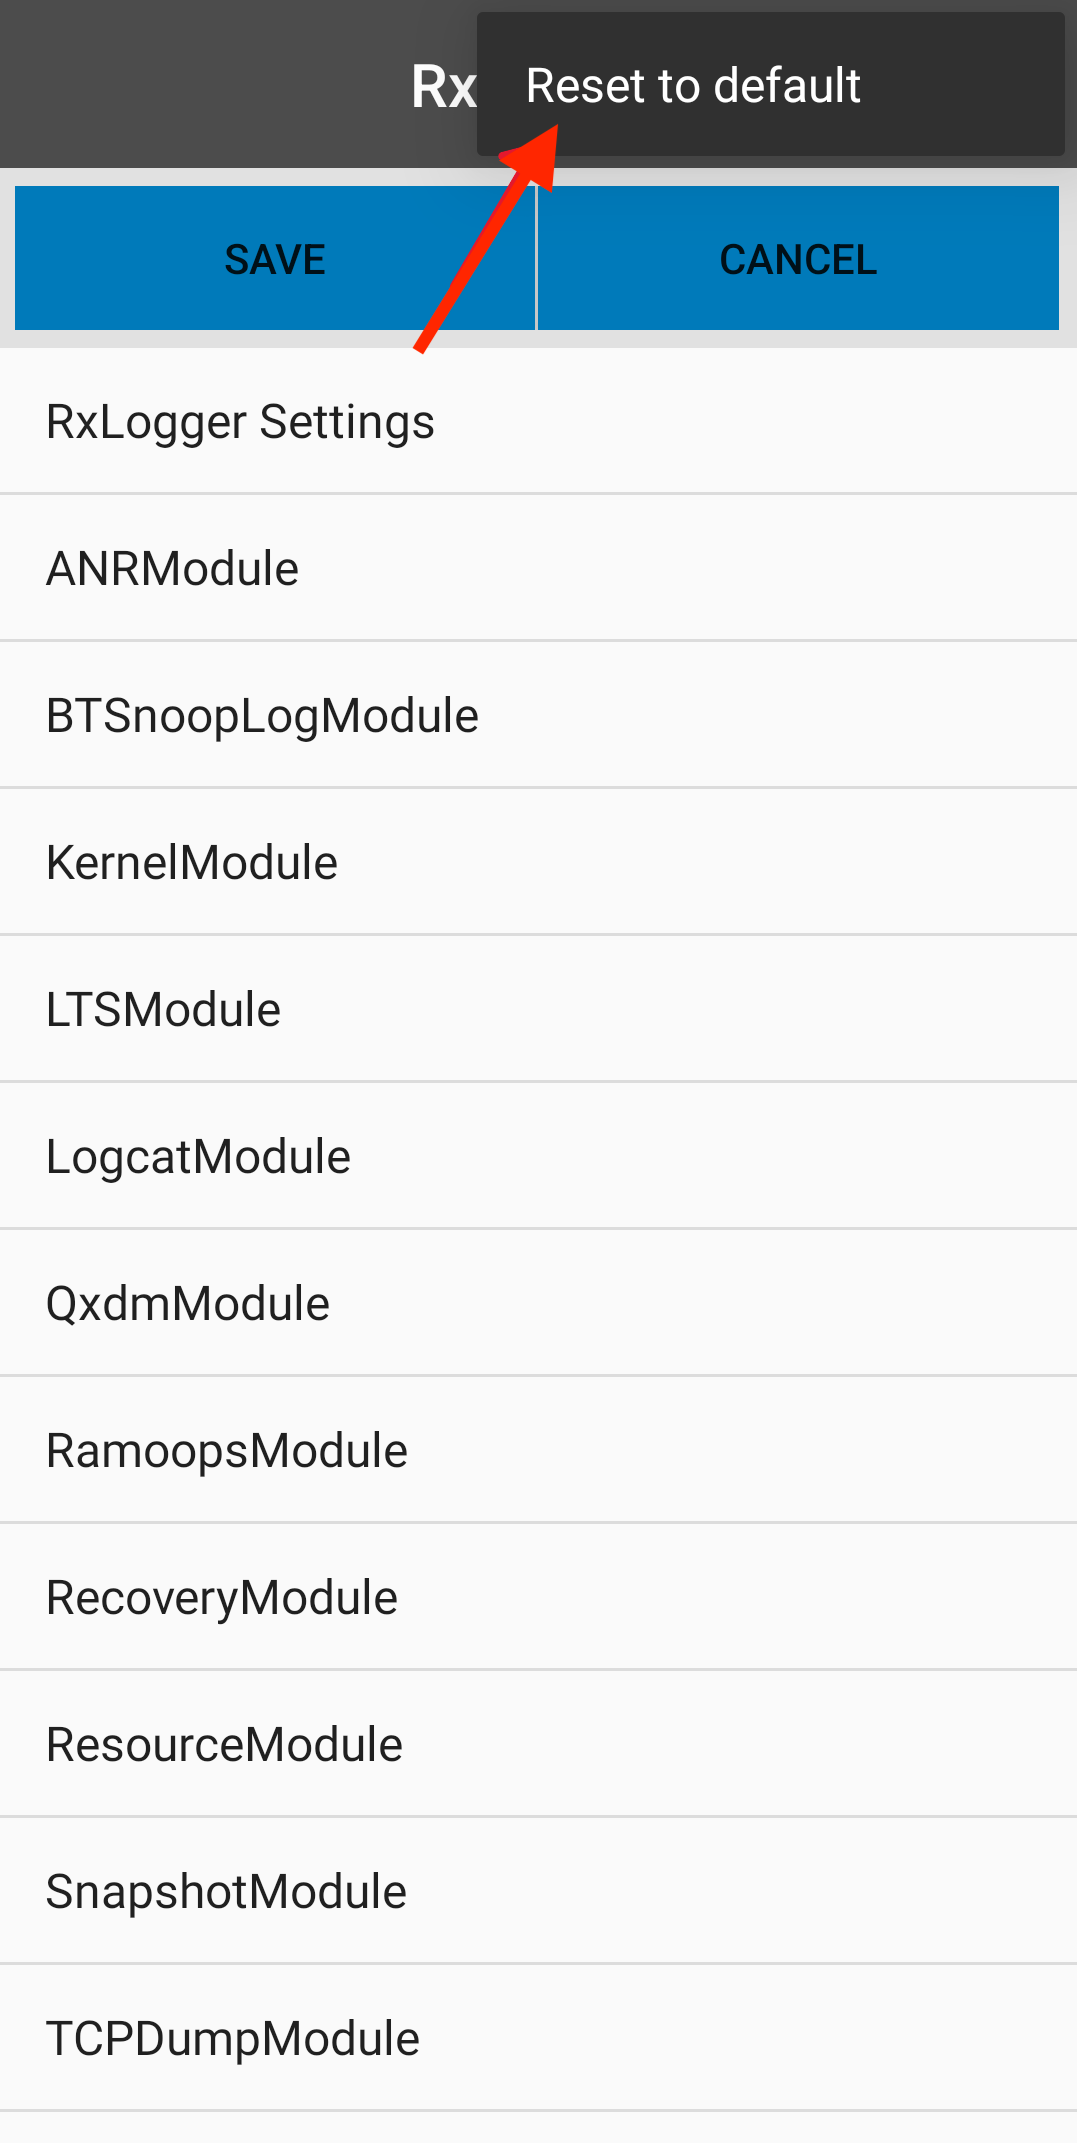 Rx
Reset to default
SAVE
CANCEL
RxLogger Settings
ANRModule
BTSnoopLogModule
KernelModule
LTSModule
LogcatModule
QxdmModule
RamoopsModule
RecoveryModule
ResourceModule
SnapshotModule
TCPDumpModule